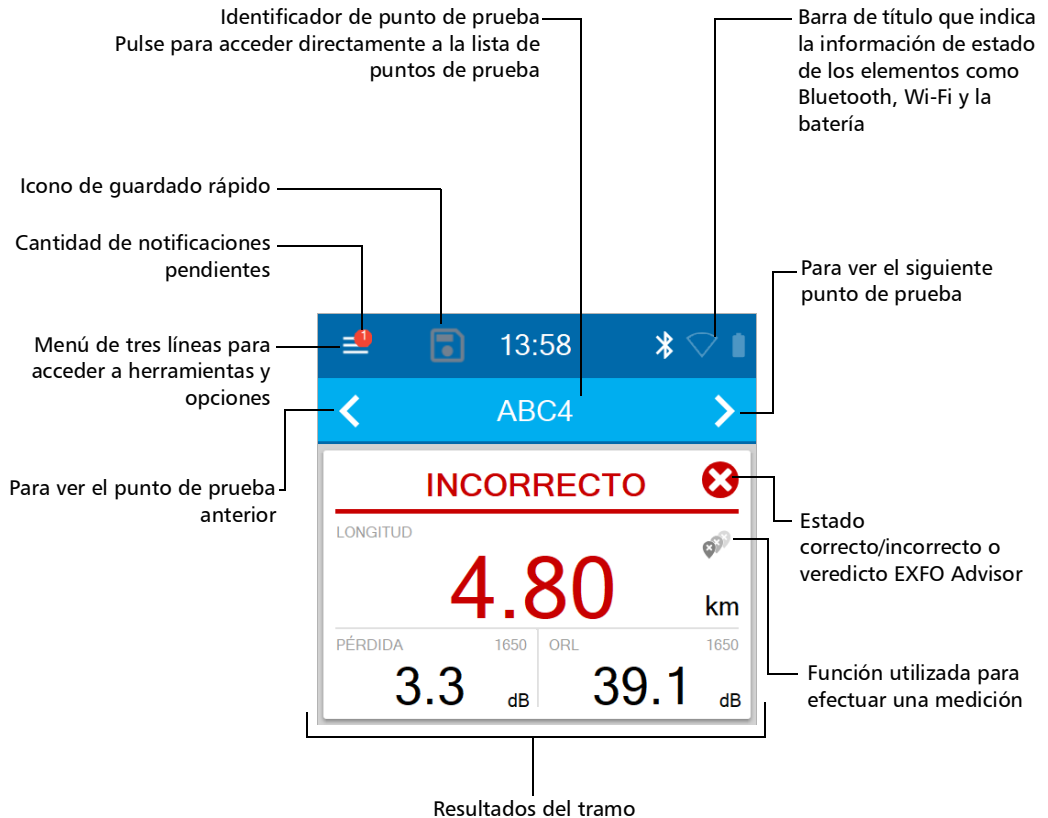 Identificador de punto de prueba
Pulse para acceder directamente a la lista de
puntos de prueba
Barra de título que indica
la información de estado
de los elementos como
Bluetooth, Wi-Fi y la
batería
Icono de guardado rápido
Cantidad de notificaciones
pendientes
Para ver el siguiente
punto de prueba
Menú de tres líneas para
acceder a herramientas y
opciones
Para ver el punto de prueba
anterior
1
13:58
ABC4
INCORRECTO
LONGITUD
4.80
km
PÉRDIDA
1650
ORL
1650
3.3
dB
39.1
dB
Estado
correcto/incorrecto o
veredicto EXFO Advisor
Función utilizada para
efectuar una medición
Resultados del tramo